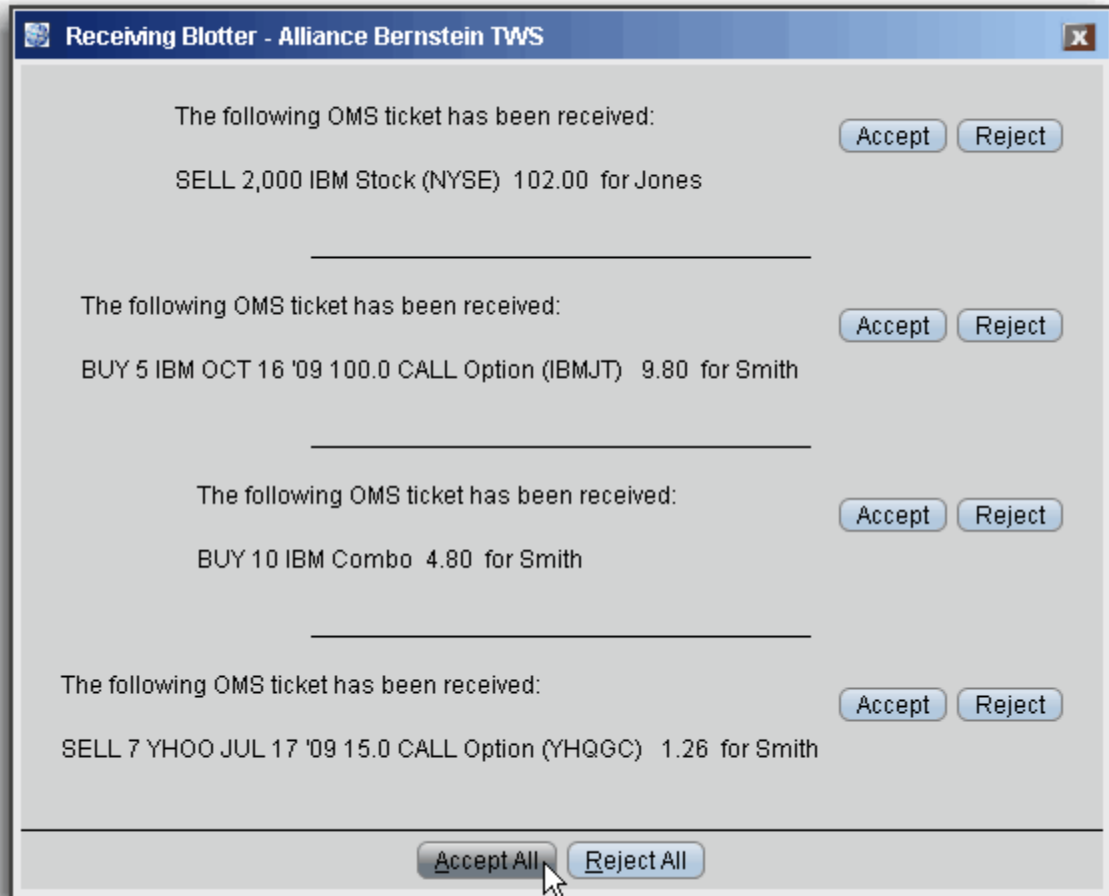 Receiving Blotter - Alliance Bernstein TWS
The following OMS ticket has been received:
Accept Reject
SELL 2,000 IBM Stock (NYSE) 102.00 for Jones
The following OMS ticket has been received:
Accept Reject
BUY 5 IBM OCT 16 '09 100.0 CALL Option (IBMJT) 9.80 for Smith
The following OMS ticket has been received:
Accept Reject
BUY 10 IBM Combo 4.80 for Smith
The following OMS ticket has been received:
Accept Reject
SELL 7 YHOO JUL 17 '09 15.0 CALL Option (YHQGC) 1.26 for Smith
Accept All Reject All